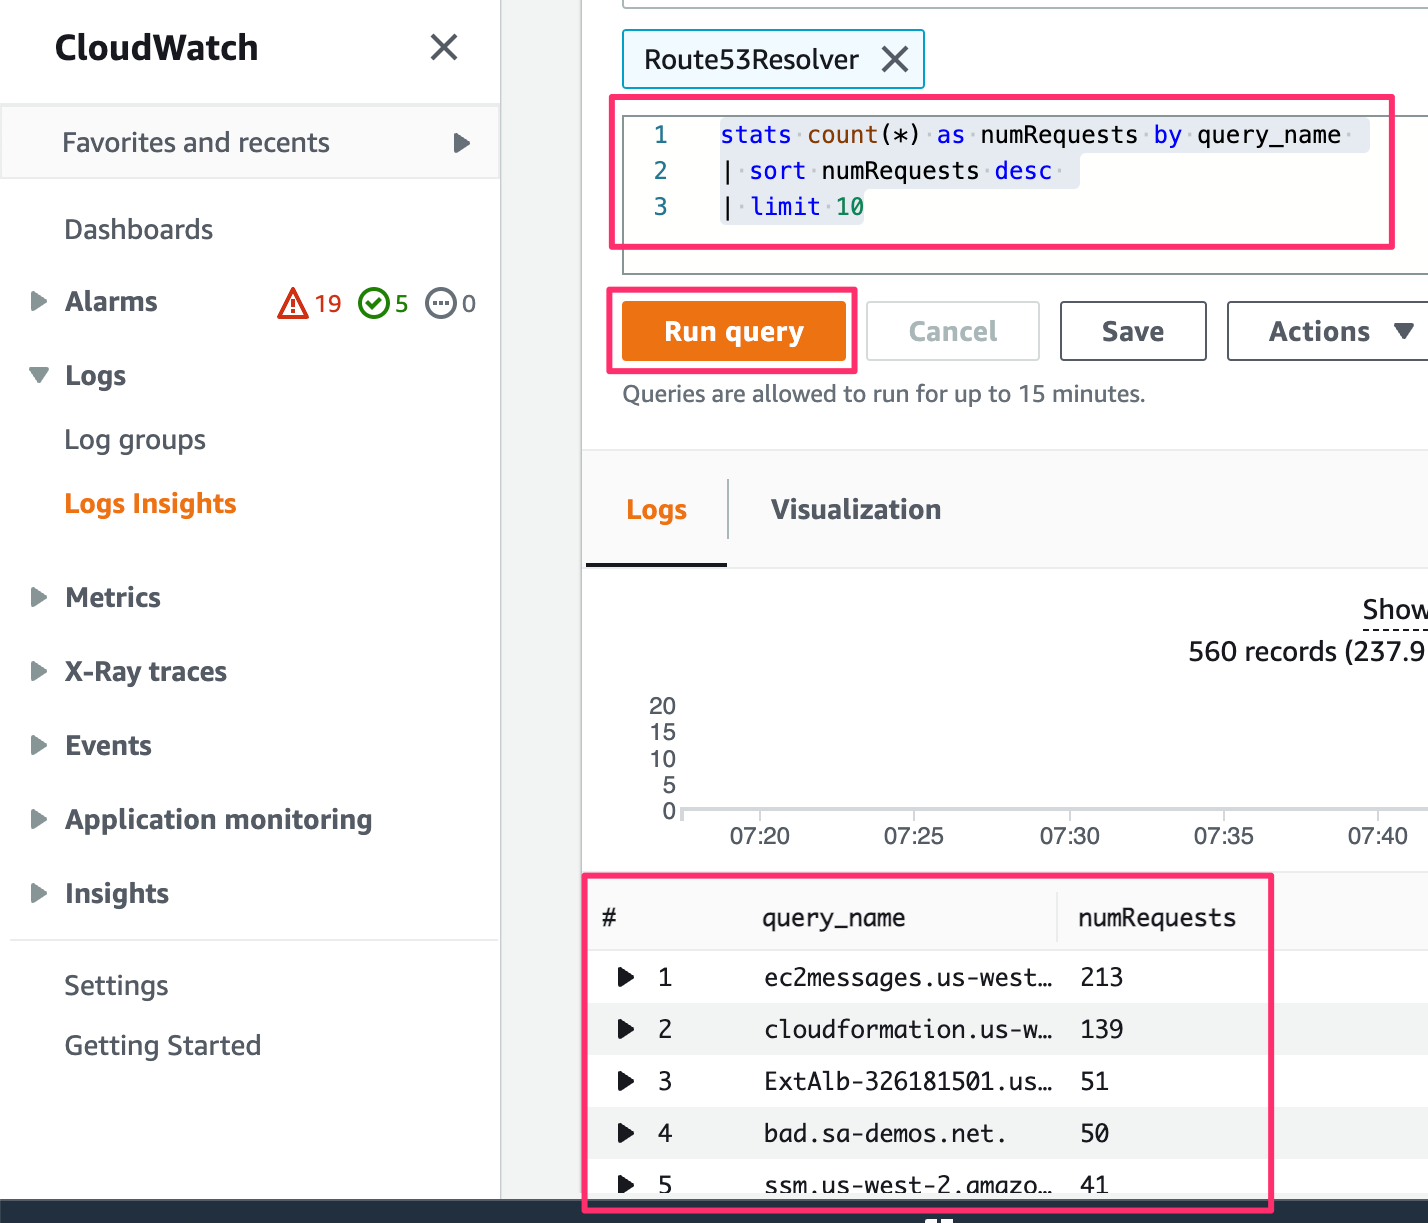 CloudWatch
Favorites and recents
Dashboards
Alarms 19 5 0
Logs
Log groups
Logs Insights
Metrics
X-Ray traces
Events
Application monitoring
Insights
Settings
Getting Started
Route53Resolver
1 stats count(*) as numRequests by query_name
2 | sort numRequests desc
3 | limit 10
Run query Cancel Save Actions
Queries are allowed to run for up to 15 minutes.
Logs Visualization
Show
560 records (237.9
20
15
10
5
0
07:20 07:25 07:30 07:35 07:40
# query_name numRequests
1 ec2messages.us-west… 213
2 cloudformation.us-w… 139
3 ExtAlb-326181501.us… 51
4 bad.sa-demos.net. 50
5 ssm.us-west-2.amazo… 41